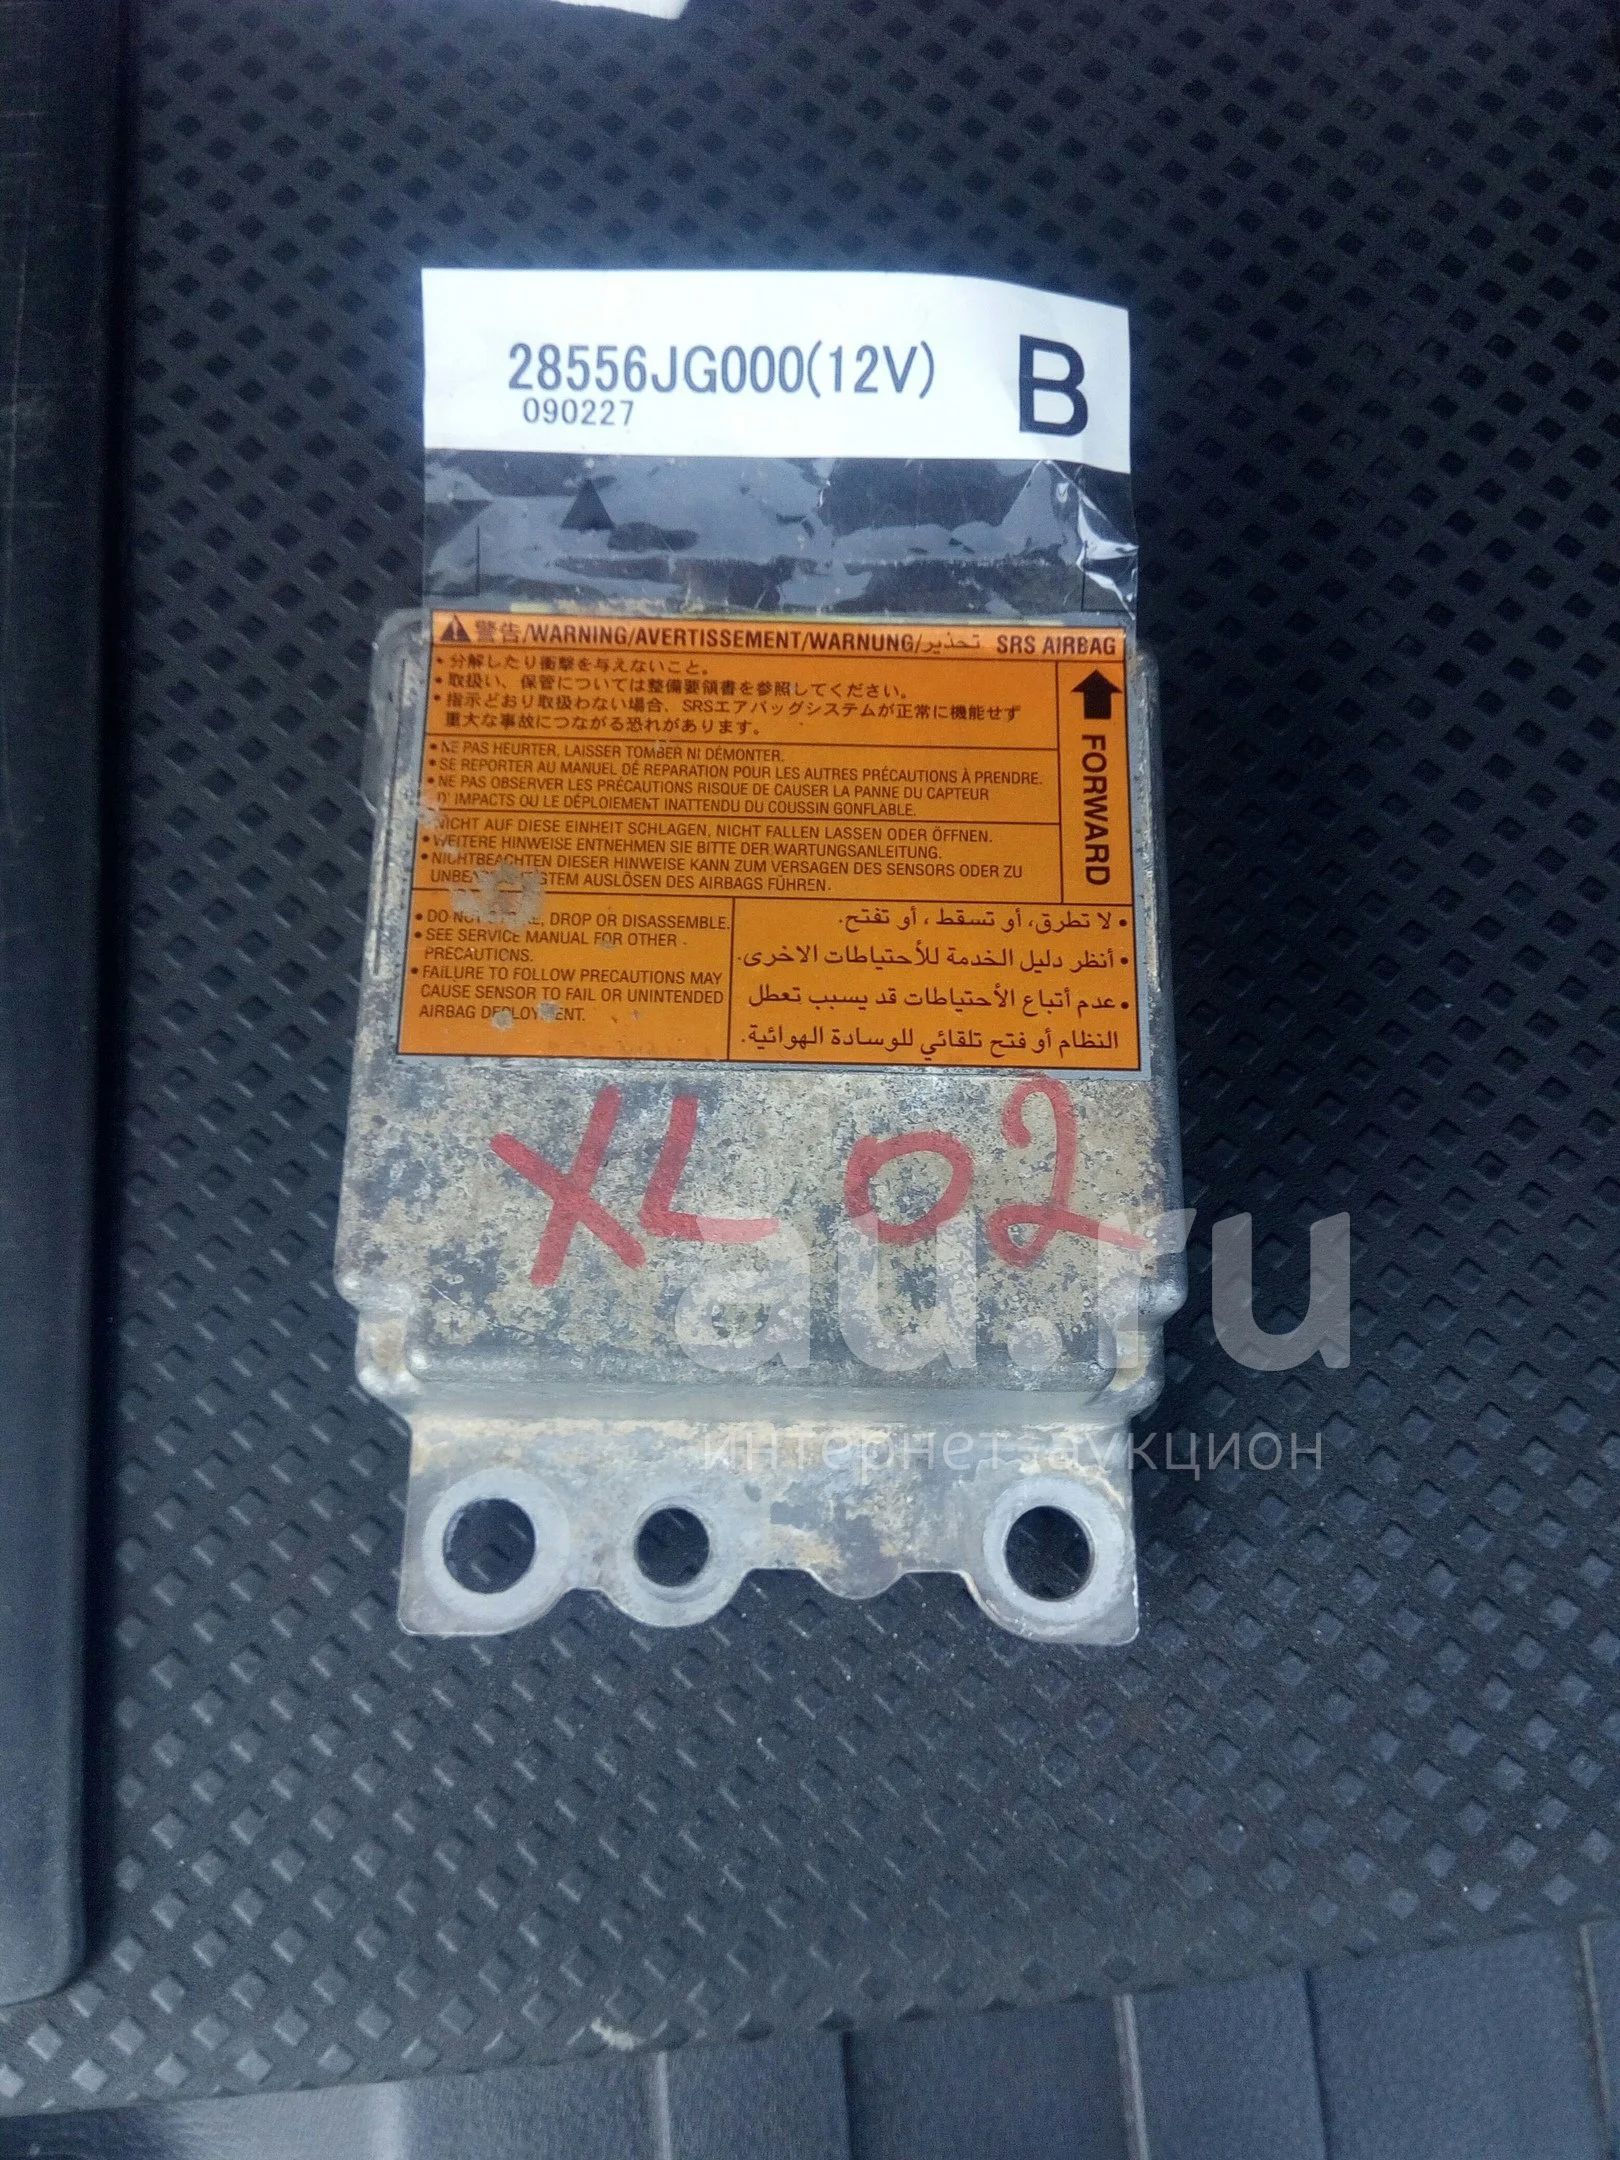 28556JG000(12V)
090227
B
警告/WARNING/AVERTISSEMENT/WARNUNG/تحذير SRS AIRBAG
• 分解したり衝撃を与えないこと。
• 取扱い、保管については整備要領書を参照してください。
• 指示どおり取扱わない場合、SRSエアバッグシステムが正常に機能せず
重大な事故につながる恐れがあります。
FORWARD
• NE PAS HEURTER, LAISSER TOMBER NI DÉMONTER.
• SE REPORTER AU MANUEL DE REPARATION POUR LES AUTRES PRÉCAUTIONS À PRENDRE.
• NE PAS OBSERVER LES PRÉCAUTIONS RISQUE DE CAUSER LA PANNE DU CAPTEUR
D' IMPACTS OU LE DÉPLOIEMENT INATTENDU DU COUSSIN GONFLABLE.
NICHT AUF DIESE EINHEIT SCHLAGEN, NICHT FALLEN LASSEN ODER ÖFFNEN.
• WEITERE HINWEISE ENTNEHMEN SIE BITTE DER WARTUNGSANLEITUNG.
• NICHTBEACHTEN DIESER HINWEISE KANN ZUM VERSAGEN DES SENSORS ODER ZU
AUSLÖSEN DES AIRBAGS FÜHREN.
• DO NOT DROP OR DISASSEMBLE.
• SEE SERVICE MANUAL FOR OTHER
PRECAUTIONS.
• FAILURE TO FOLLOW PRECAUTIONS MAY
CAUSE SENSOR TO FAIL OR UNINTENDED
AIRBAG DEPLOYMENT.
• لا تطرق، أو تسقط ، أو تفتح.
• أنظر دليل الخدمة للأحتياطات الاخرى.
• عدم أتباع الأحتياطات قد يسبب تعطل
النظام أو فتح تلقائي للوسادة الهوائية.
XL 02
au.ru
интернет-аукцион